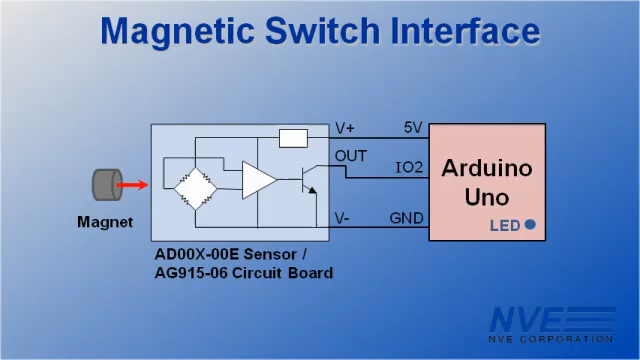 Magnetic Switch Interface
V+
5V
OUT
IO2
Arduino
Uno
V-
GND
LED
Magnet
AD00X-00E Sensor /
AG915-06 Circuit Board
NVE
NVE CORPORATION